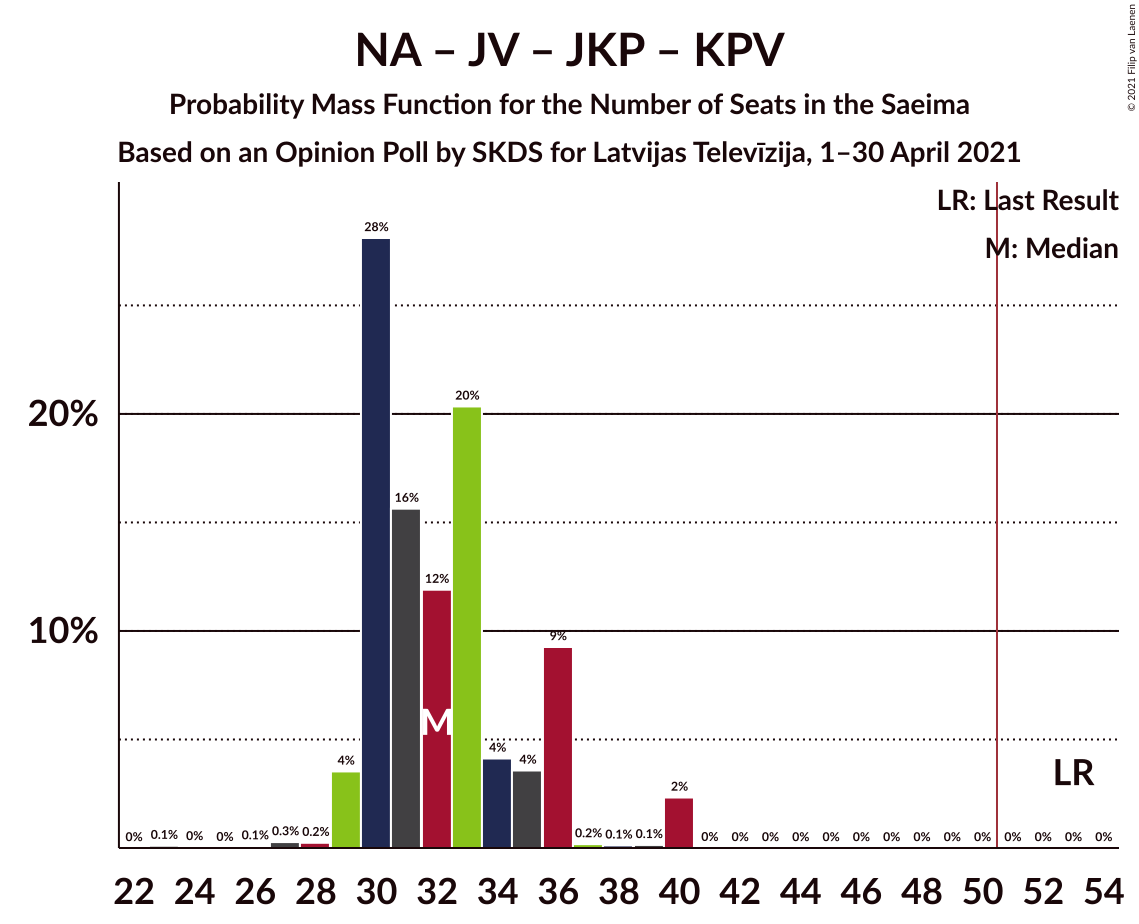 NA – JV – JKP – KPV
Probability Mass Function for the Number of Seats in the Saeima
Based on an Opinion Poll by SKDS for Latvijas Televīzija, 1–30 April 2021
© 2021 Filip van Laenen
LR: Last Result
M: Median
20%
10%
0% 0.1% 0% 0% 0.1% 0.3% 0.2% 4% 28% 16% 12% 20% 4% 4% 9% 0.2% 0.1% 0.1% 2% 0% 0% 0% 0% 0% 0% 0% 0% 0% 0% 0% 0% 0% 0%
M
LR
22 24 26 28 30 32 34 36 38 40 42 44 46 48 50 52 54